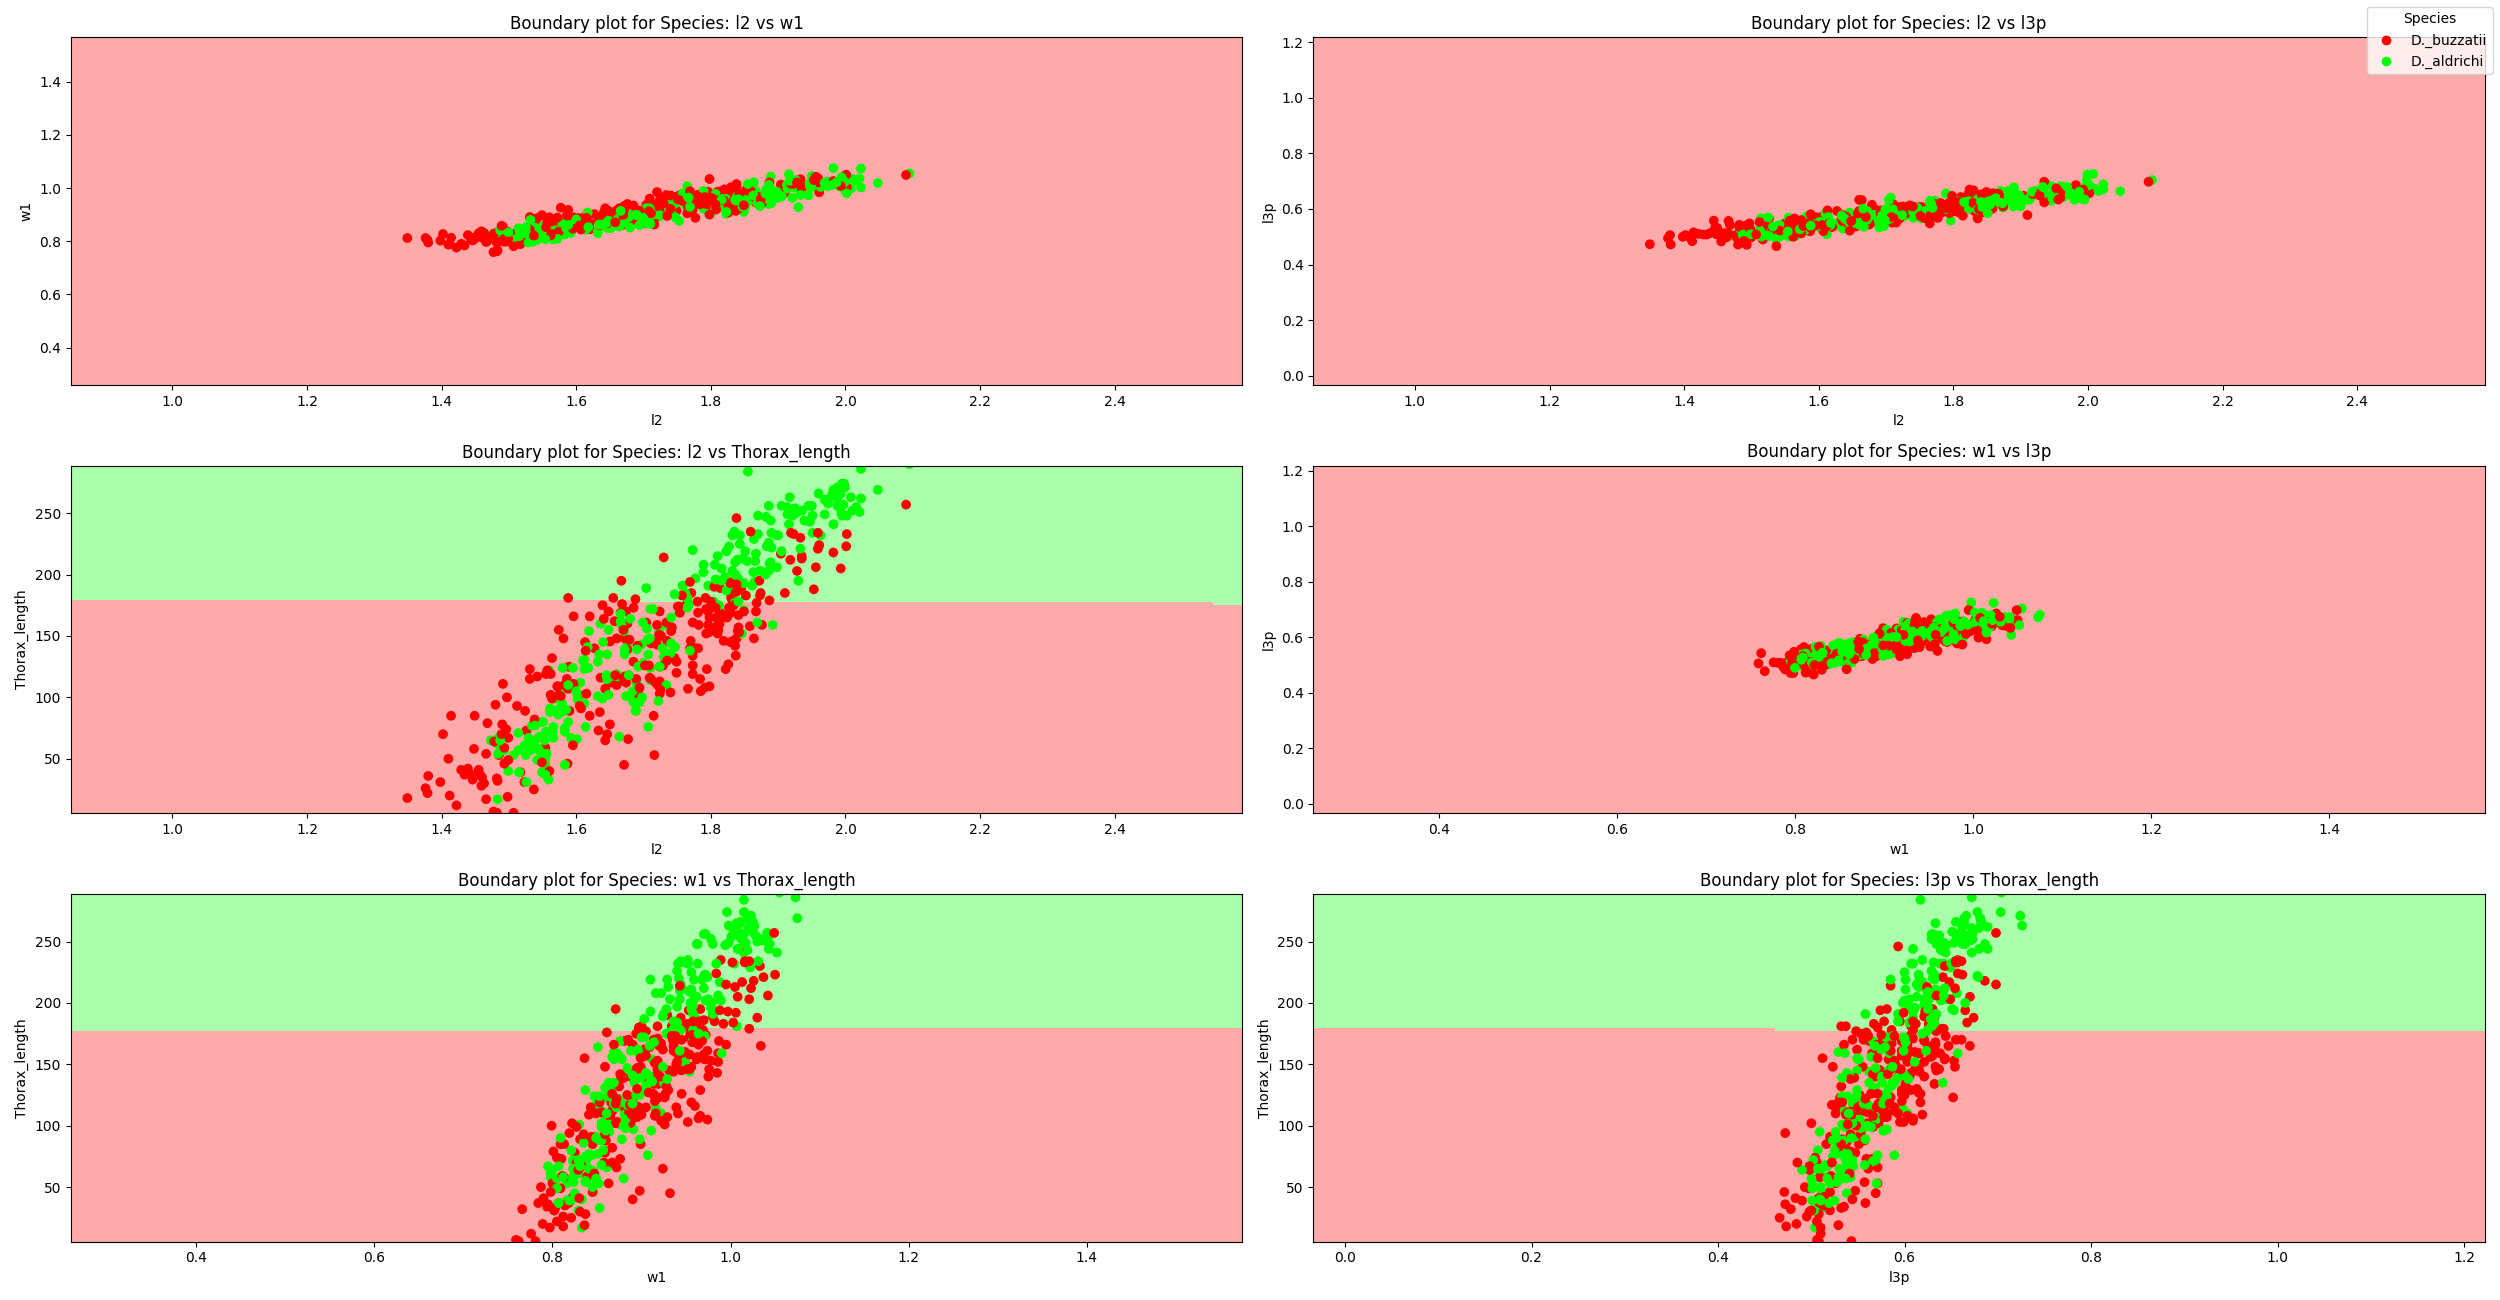 Boundary plot for Species: l2 vs w1
1.4
1.2
1.0
0.8
0.6
0.4
w1
1.0 1.2 1.4 1.6 1.8 2.0 2.2 2.4
l2
Boundary plot for Species: l2 vs l3p
Species
D._buzzatii
D._aldrichi
1.2
1.0
0.8
0.6
0.4
0.2
0.0
l3p
1.0 1.2 1.4 1.6 1.8 2.0 2.2 2.4
l2
Boundary plot for Species: l2 vs Thorax_length
250
200
150
100
50
Thorax_length
1.0 1.2 1.4 1.6 1.8 2.0 2.2 2.4
l2
Boundary plot for Species: w1 vs l3p
1.2
1.0
0.8
0.6
0.4
0.2
0.0
l3p
0.4 0.6 0.8 1.0 1.2 1.4
w1
Boundary plot for Species: w1 vs Thorax_length
250
200
150
100
50
Thorax_length
0.4 0.6 0.8 1.0 1.2 1.4
w1
Boundary plot for Species: l3p vs Thorax_length
250
200
150
100
50
Thorax_length
0.0 0.2 0.4 0.6 0.8 1.0 1.2
l3p